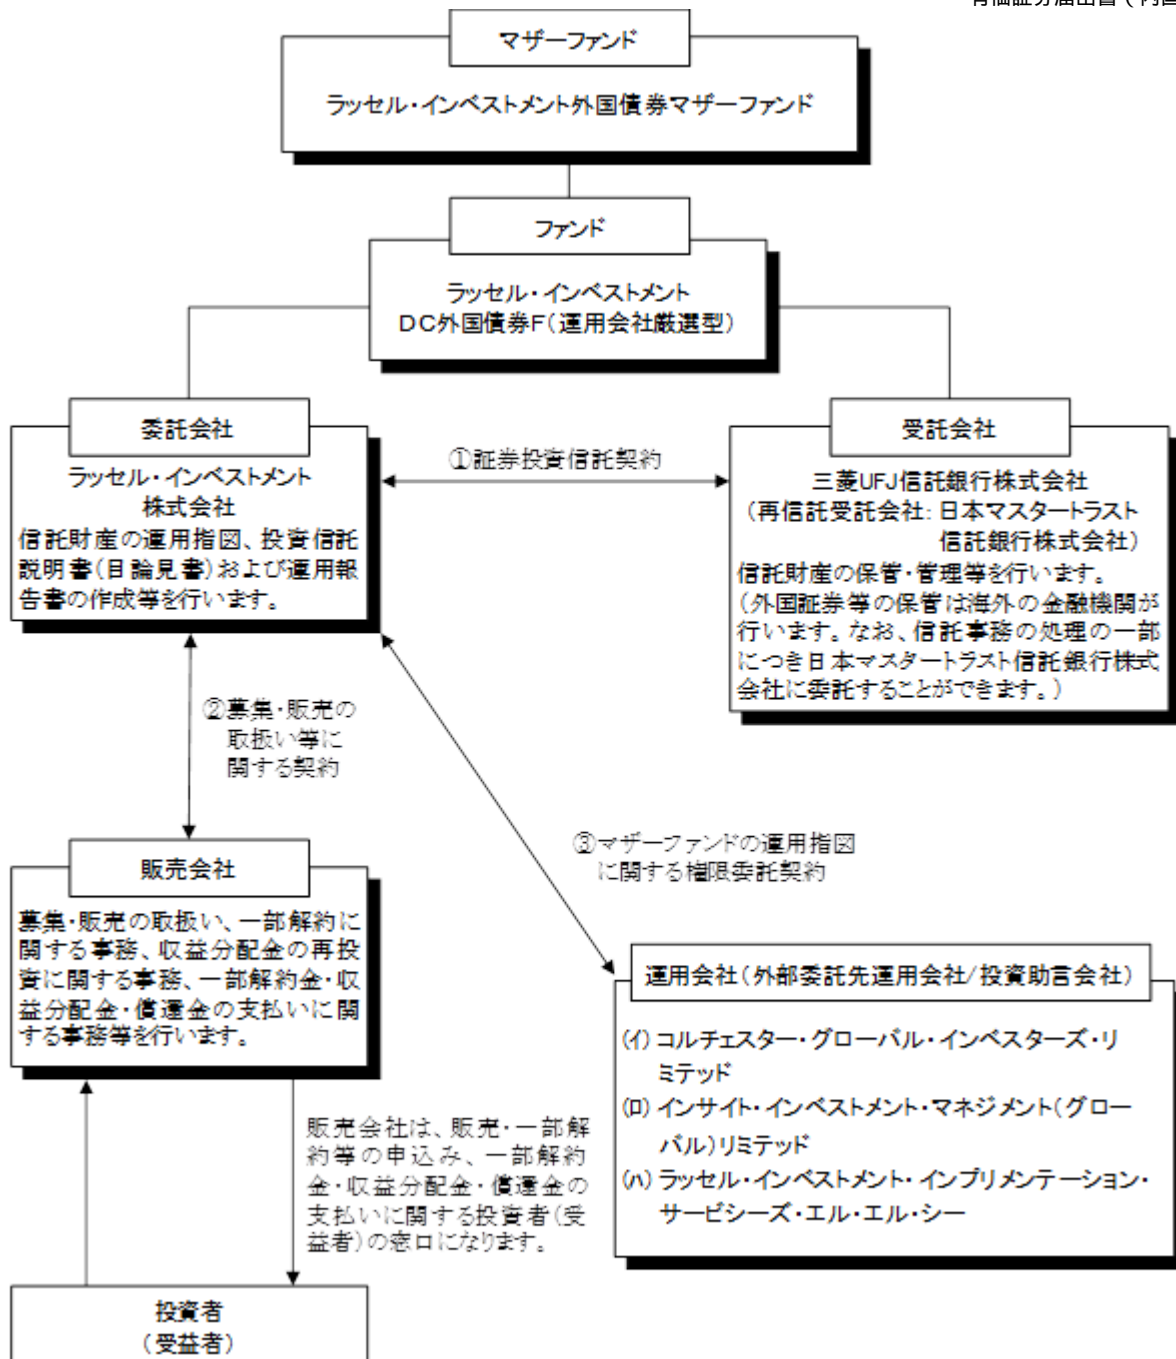 マザーファンド
ラッセル・インベストメント外国債券マザーファンド
ファンド
ラッセル・インベストメント
DC外国債券F(運用会社厳選型)
委託会社
ラッセル・インベストメント
株式会社
信託財産の運用指図、投資信託
説明書(目論見書)および運用報
告書の作成等を行います。
①証券投資信託契約
受託会社
三菱UFJ信託銀行株式会社
(再信託受託会社:日本マスタートラスト
信託銀行株式会社)
信託財産の保管・管理等を行います。
(外国証券等の保管は海外の金融機関が
行います。なお、信託事務の処理の一部
につき日本マスタートラスト信託銀行株式
会社に委託することができます。)
②募集・販売の
取扱い等に
関する契約
③マザーファンドの運用指図
に関する権限委託契約
販売会社
募集・販売の取扱い、一部解約に
関する事務、収益分配金の再投
資に関する事務、一部解約金・収
益分配金・償還金の支払いに関
する事務等を行います。
運用会社(外部委託先運用会社/投資助言会社)
(イ) コルチェスター・グローバル・インベスターズ・リ
ミテッド
(ロ) インサイト・インベストメント・マネジメント(グロー
バル)リミテッド
(ハ) ラッセル・インベストメント・インプリメンテーション・
サービシーズ・エル・エル・シー
販売会社は、販売・一部解
約等の申込み、一部解約
金・収益分配金・償還金の
支払いに関する投資者(受
益者)の窓口になります。
投資者
(受益者)